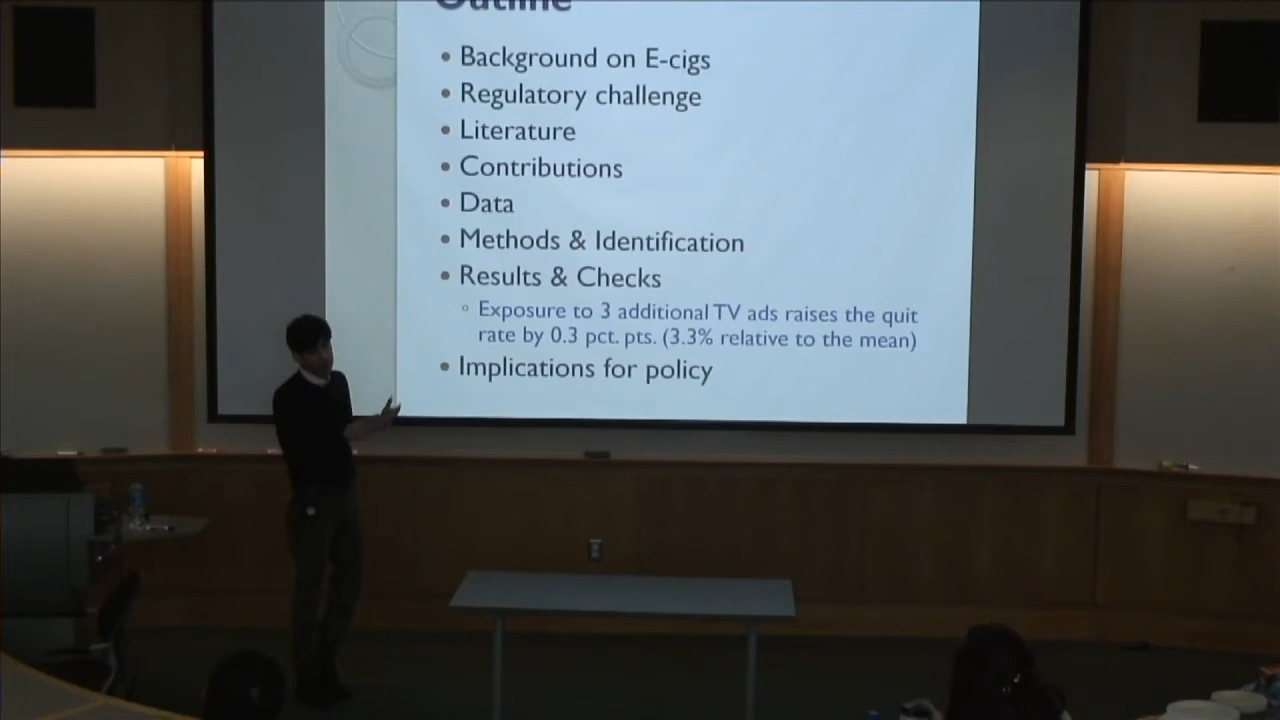 Outline
• Background on E-cigs
• Regulatory challenge
• Literature
• Contributions
• Data
• Methods & Identification
• Results & Checks
◦ Exposure to 3 additional TV ads raises the quit
rate by 0.3 pct. pts. (3.3% relative to the mean)
• Implications for policy